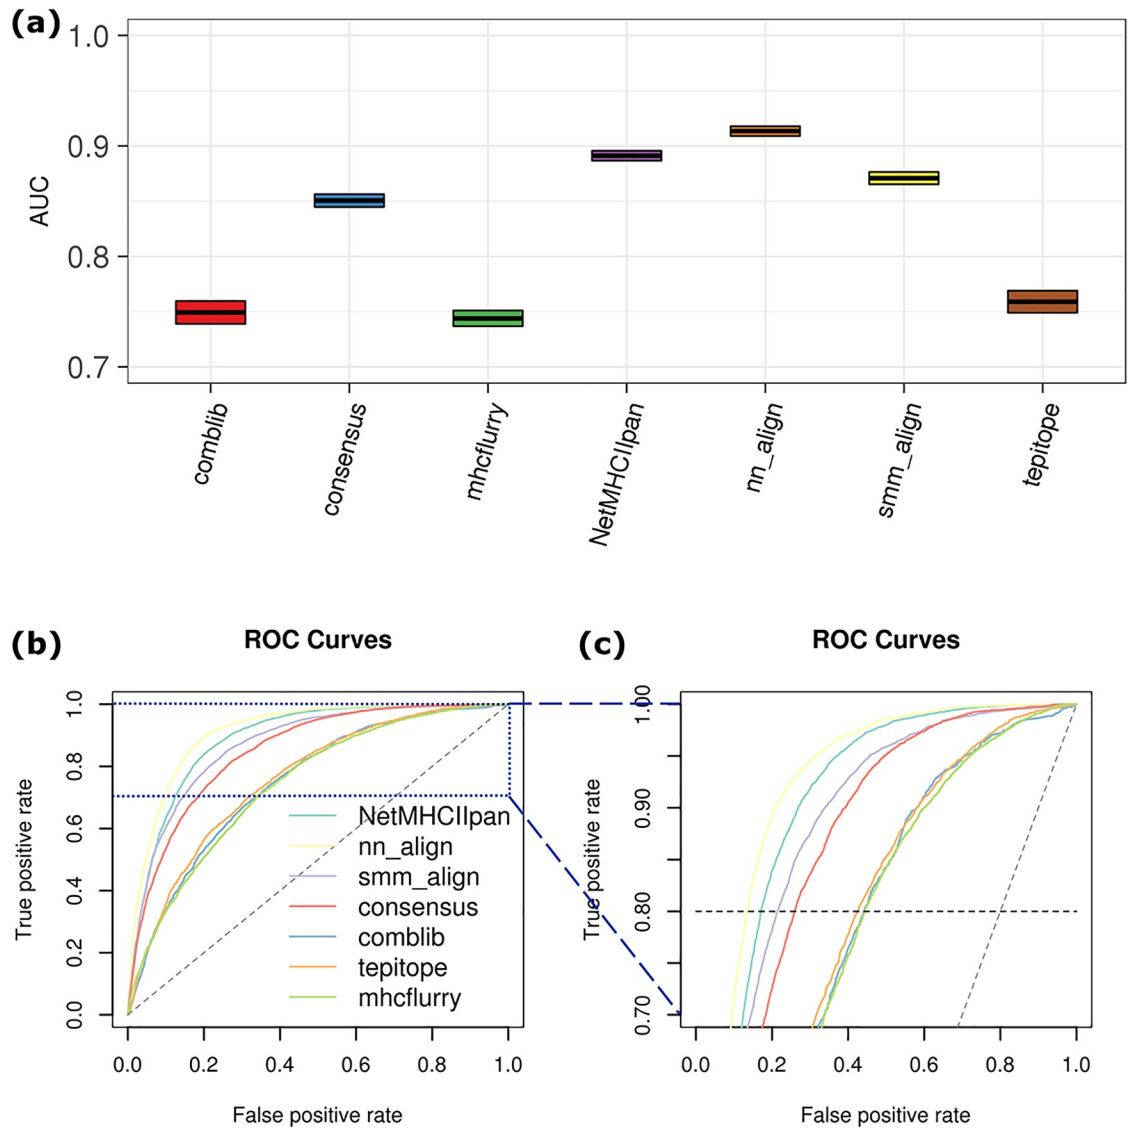 (a)
1.0
0.9
0.8
0.7
AUC
comblib
consensus
mhcflurry
NetMHCIIpan
nn_align
smm_align
tepitope
(b)
ROC Curves
True positive rate
1.0
0.8
0.6
0.4
0.2
0.0
NetMHCIIpan
nn_align
smm_align
consensus
comblib
tepitope
mhcflurry
0.0 0.2 0.4 0.6 0.8 1.0
False positive rate
(c)
ROC Curves
True positive rate
1.00
0.90
0.80
0.70
0.0 0.2 0.4 0.6 0.8 1.0
False positive rate